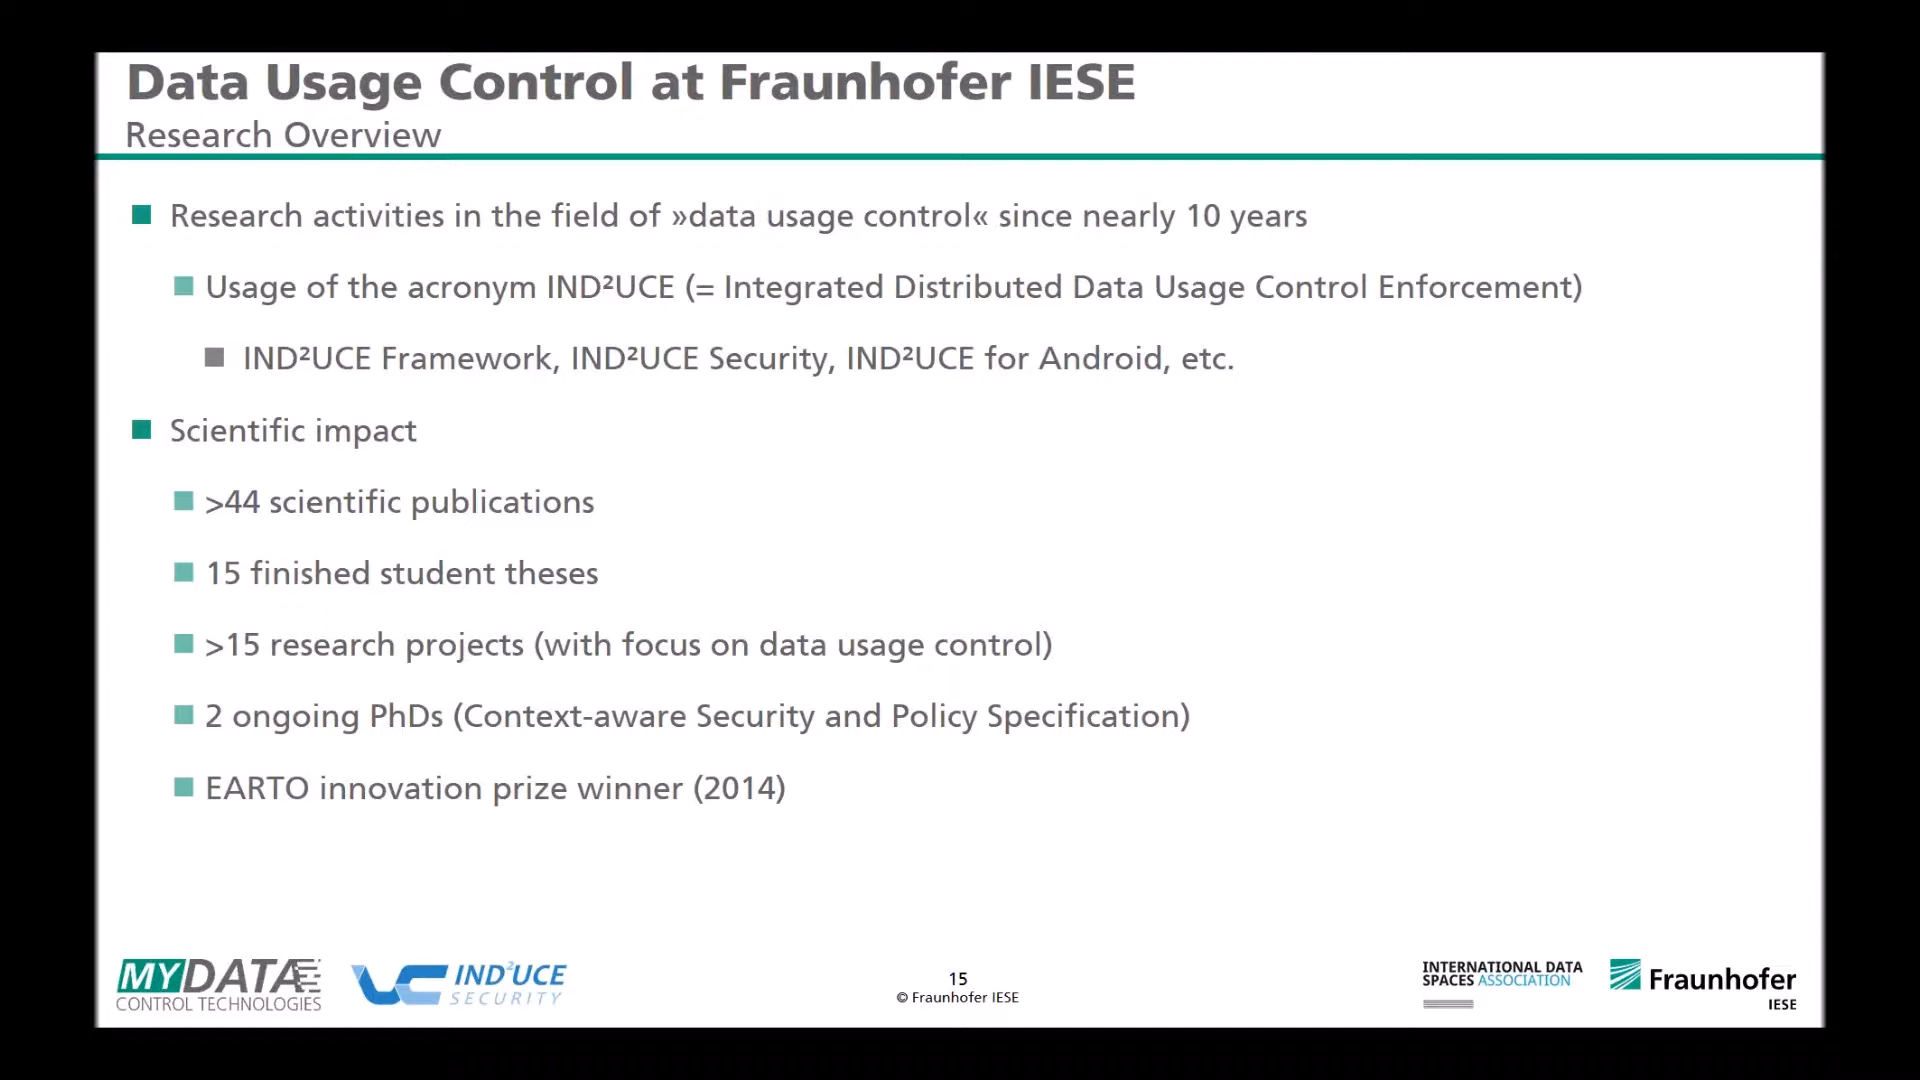 Data Usage Control at Fraunhofer IESE
Research Overview
Research activities in the field of »data usage control« since nearly 10 years
Usage of the acronym IND²UCE (= Integrated Distributed Data Usage Control Enforcement)
IND²UCE Framework, IND²UCE Security, IND²UCE for Android, etc.
Scientific impact
>44 scientific publications
15 finished student theses
>15 research projects (with focus on data usage control)
2 ongoing PhDs (Context-aware Security and Policy Specification)
EARTO innovation prize winner (2014)
MYDATA
CONTROL TECHNOLOGIES
IND²UCE
SECURITY
15
© Fraunhofer IESE
INTERNATIONAL DATA
SPACES ASSOCIATION
Fraunhofer
IESE